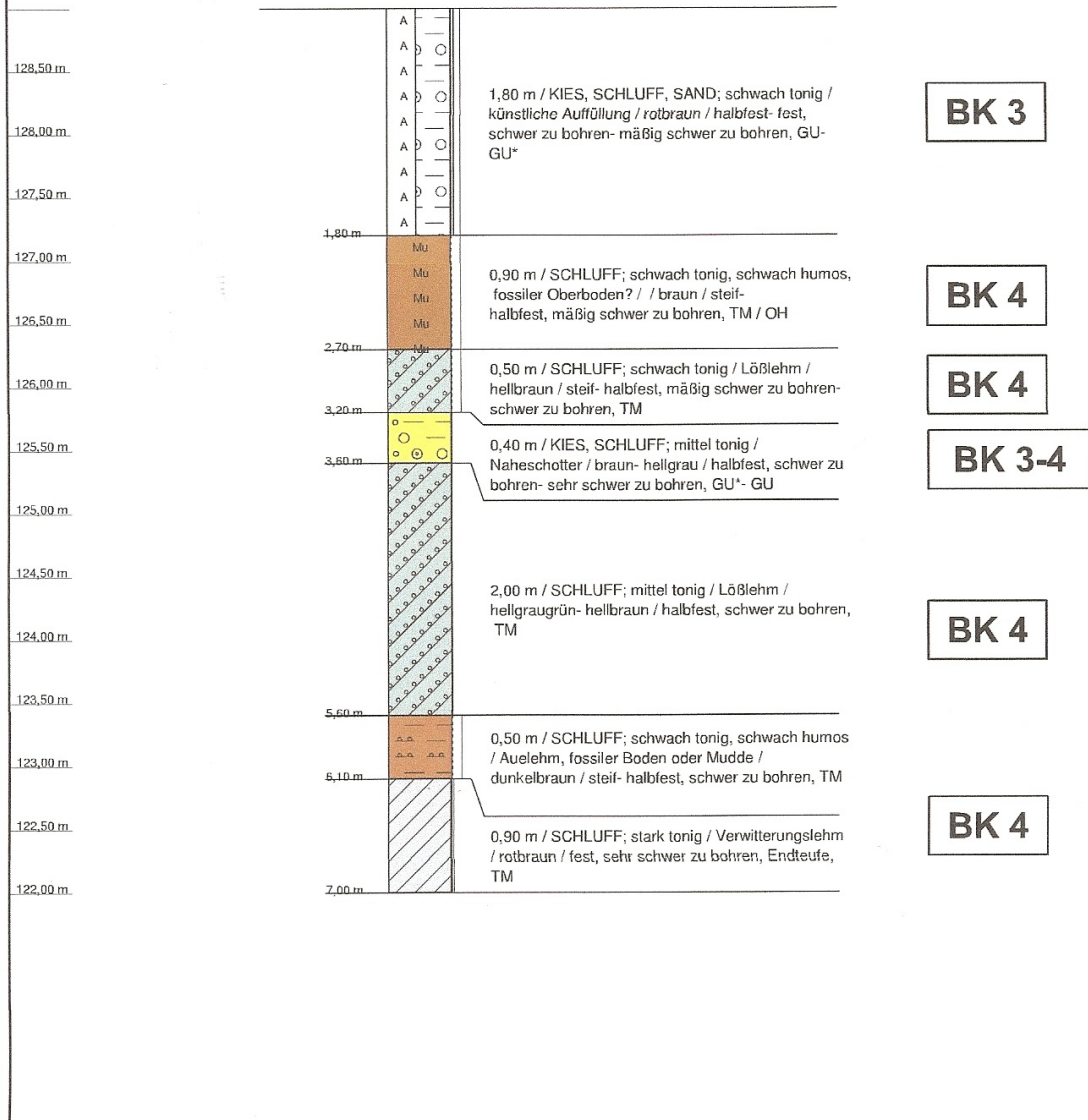 128,50 m
128,00 m
127,50 m
127,00 m
126,50 m
126,00 m
125,50 m
125,00 m
124,50 m
124,00 m
123,50 m
123,00 m
122,50 m
122,00 m
A
A
A
A
A
A
A
A
A
1,80 m
Mu
Mu
Mu
Mu
Mu
2,70 m
3,20 m
3,60 m
5,60 m
6,10 m
7,00 m
1,80 m / KIES, SCHLUFF, SAND; schwach tonig /
künstliche Auffüllung / rotbraun / halbfest- fest,
schwer zu bohren- mäßig schwer zu bohren, GU-
GU*
BK 3
0,90 m / SCHLUFF; schwach tonig, schwach humos,
fossiler Oberboden? / / braun / steif-
halbfest, mäßig schwer zu bohren, TM / OH
BK 4
0,50 m / SCHLUFF; schwach tonig / Lößlehm /
hellbraun / steif- halbfest, mäßig schwer zu bohren-
schwer zu bohren, TM
BK 4
0,40 m / KIES, SCHLUFF; mittel tonig /
Naheschotter / braun- hellgrau / halbfest, schwer zu
bohren- sehr schwer zu bohren, GU*- GU
BK 3-4
2,00 m / SCHLUFF; mittel tonig / Lößlehm /
hellgraugrün- hellbraun / halbfest, schwer zu bohren,
TM
BK 4
0,50 m / SCHLUFF; schwach tonig, schwach humos
/ Auelehm, fossiler Boden oder Mudde /
dunkelbraun / steif- halbfest, schwer zu bohren, TM
0,90 m / SCHLUFF; stark tonig / Verwitterungslehm
/ rotbraun / fest, sehr schwer zu bohren, Endteufe,
TM
BK 4